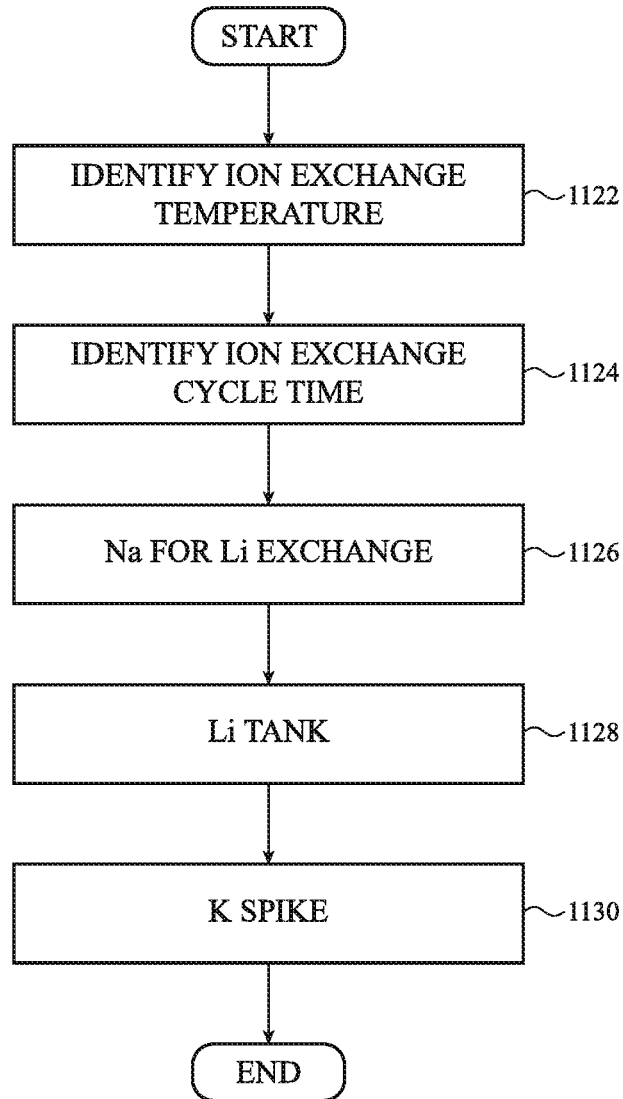 START
IDENTIFY ION EXCHANGE
TEMPERATURE
1122
IDENTIFY ION EXCHANGE
CYCLE TIME
1124
Na FOR Li EXCHANGE
1126
Li TANK
1128
K SPIKE
1130
END